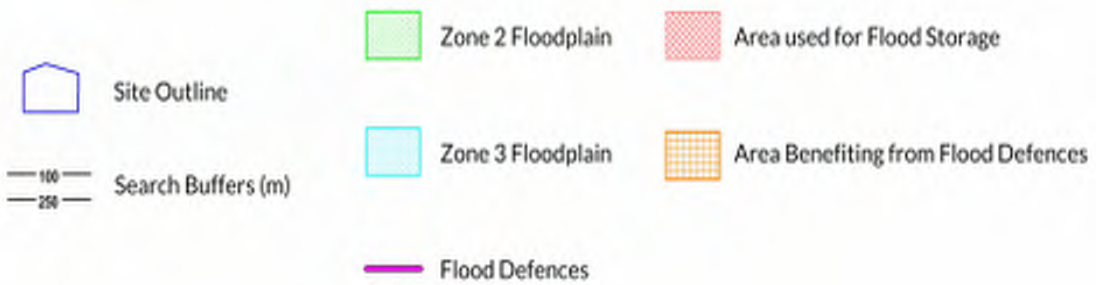 Zone 2 Floodplain
Area used for Flood Storage
Site Outline
Zone 3 Floodplain
Area Benefiting from Flood Defences
100
250
Search Buffers (m)
Flood Defences